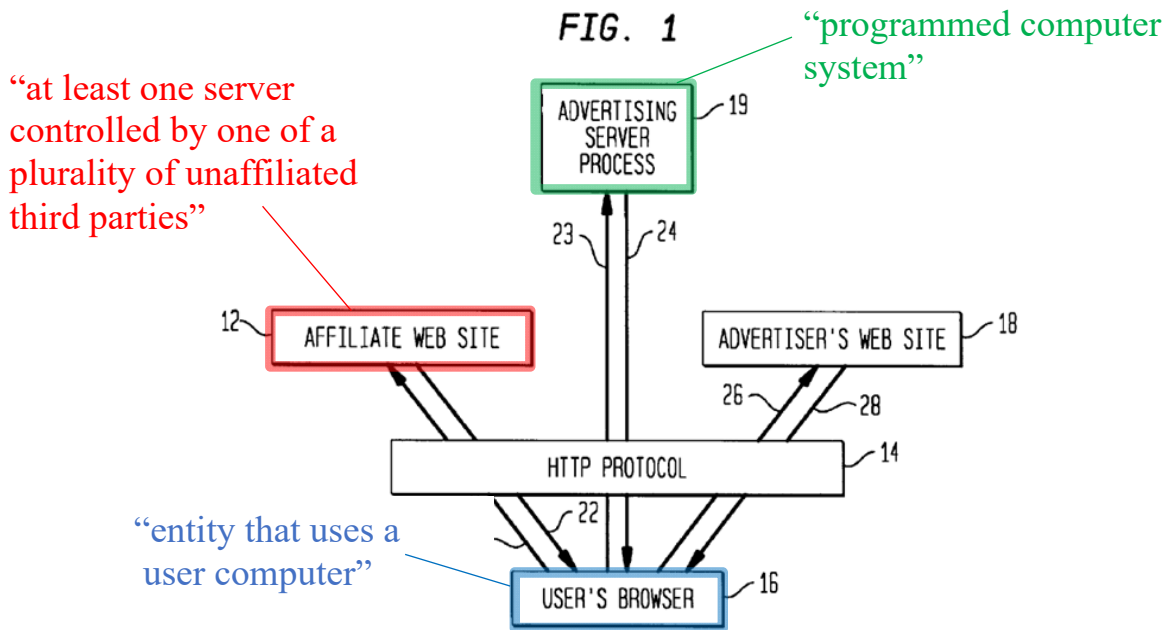 FIG. 1
“programmed computer
system”
“at least one server
controlled by one of a
plurality of unaffiliated
third parties”
ADVERTISING
SERVER
PROCESS
19
23
24
12
AFFILIATE WEB SITE
ADVERTISER'S WEB SITE
18
26
28
HTTP PROTOCOL
14
22
“entity that uses a
user computer”
USER'S BROWSER
16